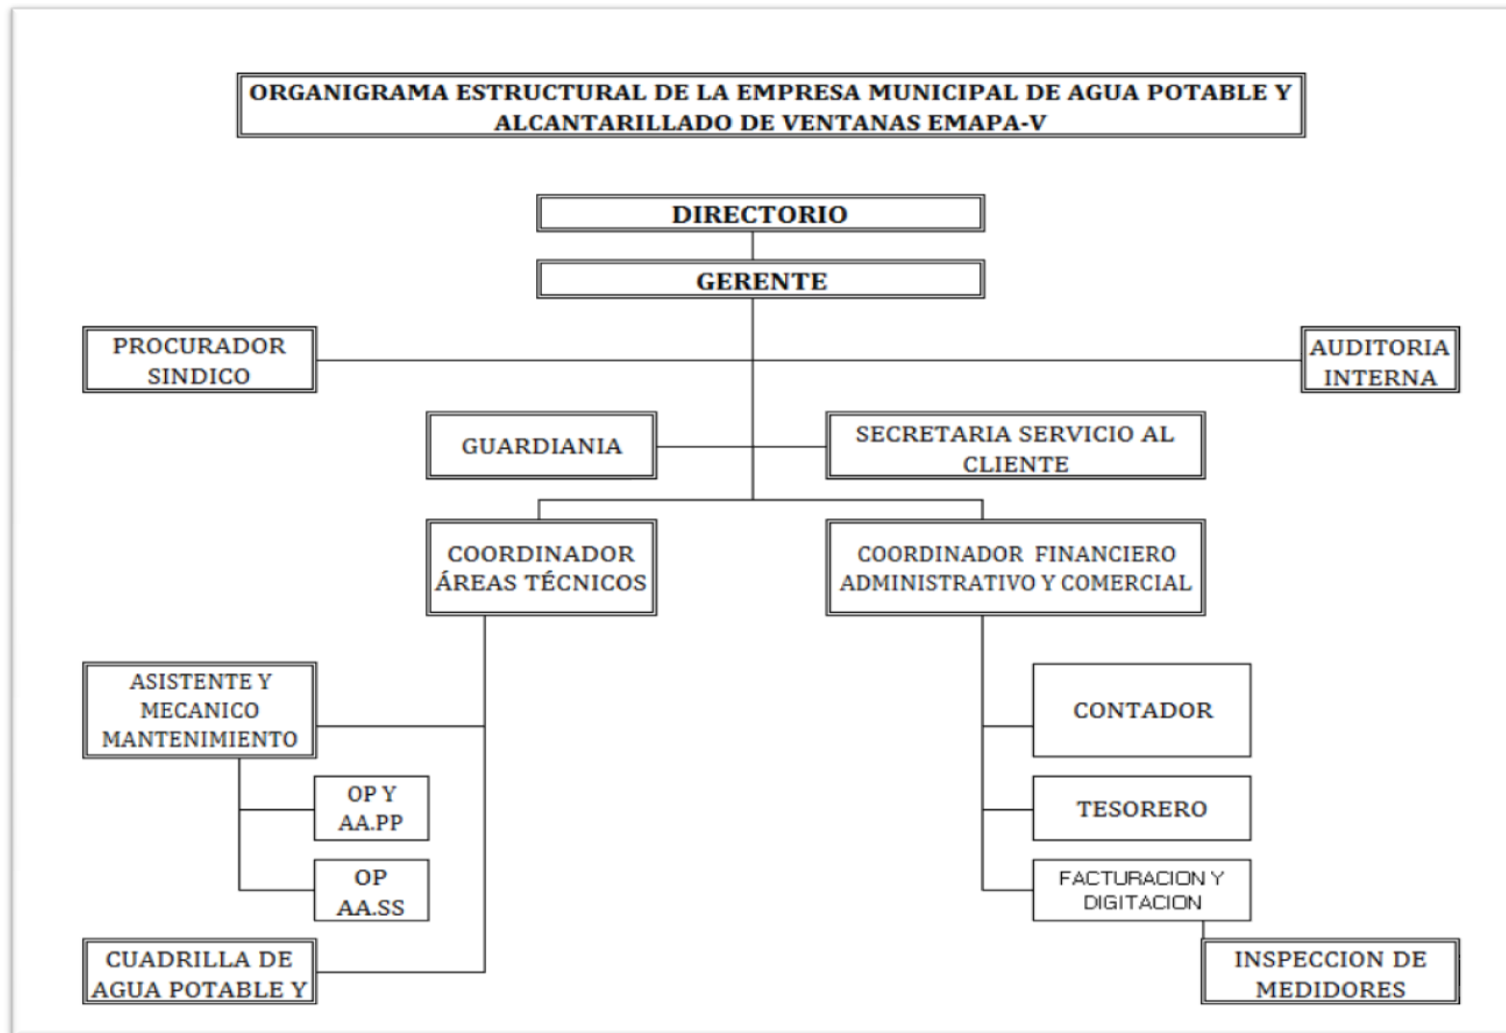 ORGANIGRAMA ESTRUCTURAL DE LA EMPRESA MUNICIPAL DE AGUA POTABLE Y
ALCANTARILLADO DE VENTANAS EMAPA-V
DIRECTORIO
GERENTE
PROCURADOR
SINDICO
AUDITORIA
INTERNA
GUARDIANIA
SECRETARIA SERVICIO AL
CLIENTE
COORDINADOR
ÁREAS TÉCNICOS
COORDINADOR FINANCIERO
ADMINISTRATIVO Y COMERCIAL
ASISTENTE Y
MECANICO
MANTENIMIENTO
OP Y
AA.PP
OP
AA.SS
CUADRILLA DE
AGUA POTABLE Y
CONTADOR
TESORERO
FACTURACION Y
DIGITACION
INSPECCION DE
MEDIDORES